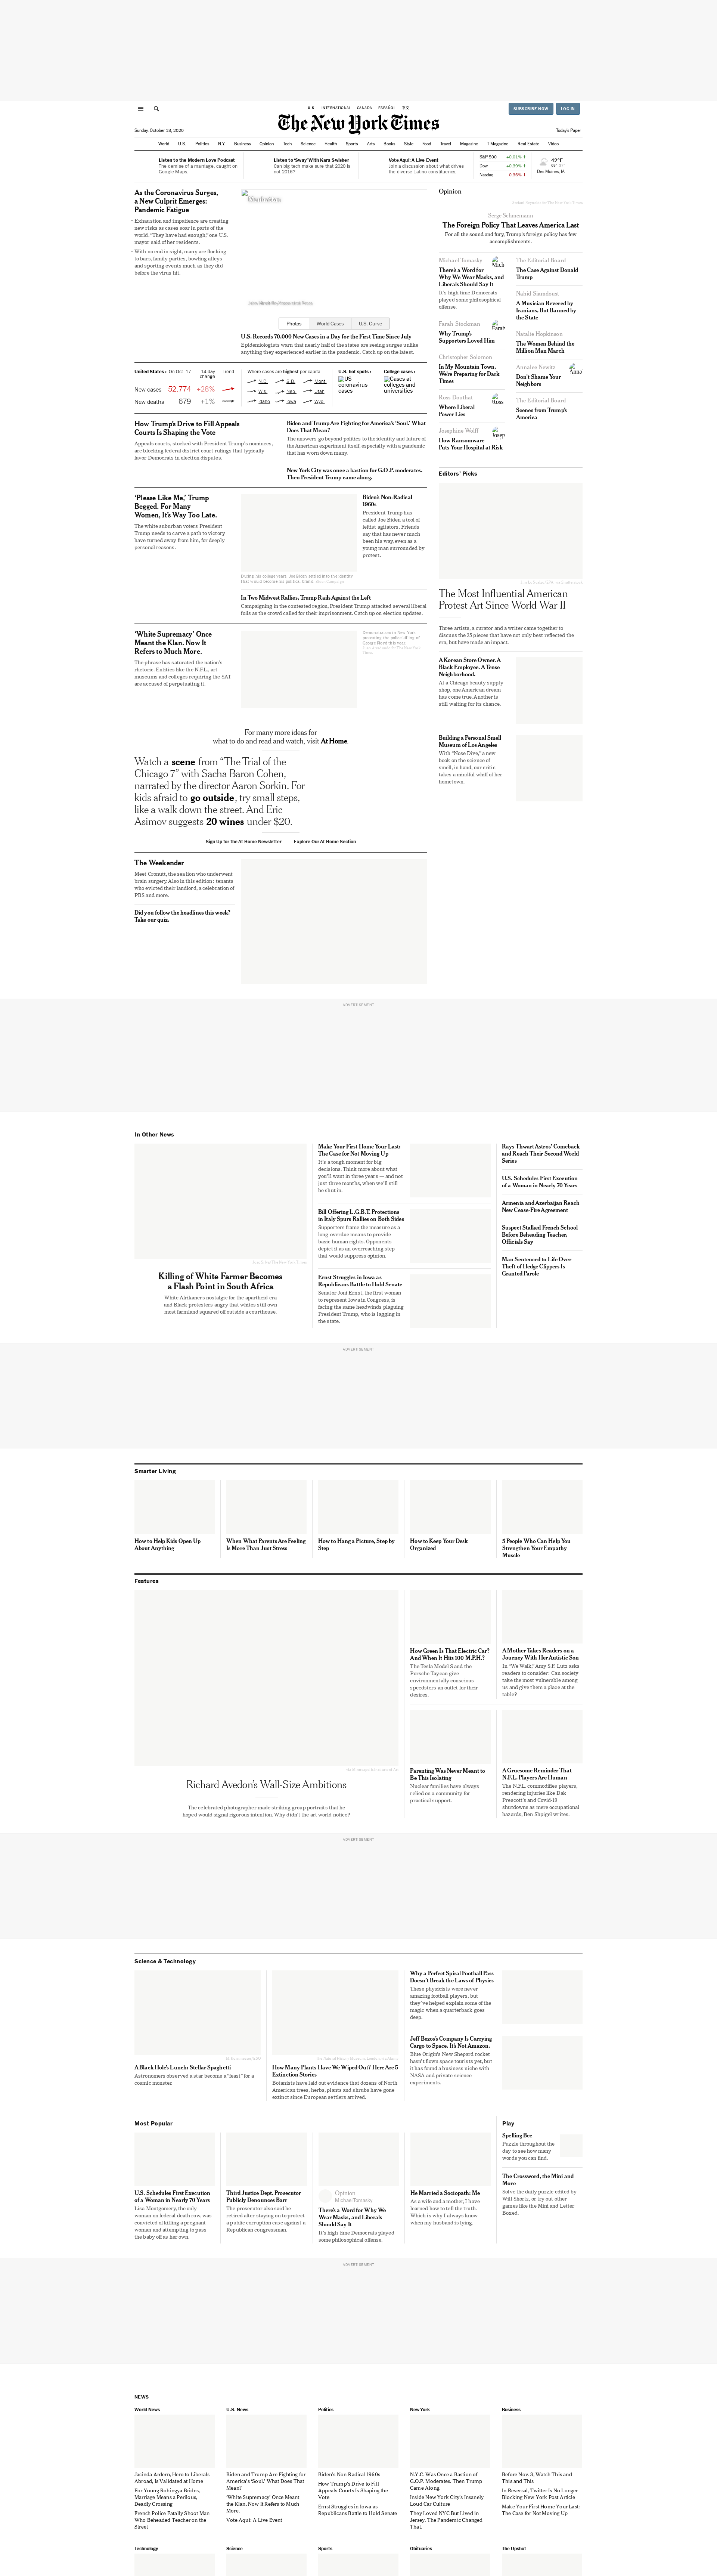 U.S. INTERNATIONAL CANADA ESPAÑOL 中文
SUBSCRIBE NOW
LOG IN
The New York Times
Sunday, October 18, 2020
Today's Paper
World U.S. Politics N.Y. Business Opinion Tech Science Health Sports Arts Books Style Food Travel Magazine T Magazine Real Estate Video
Listen to the Modern Love Podcast
The demise of a marriage, caught on
Google Maps.
Listen to 'Sway' With Kara Swisher
Can big tech make sure that 2020 is
not 2016?
Vote Aquí: A Live Event
Join a discussion about what drives
the diverse Latino constituency.
S&P 500 +0.01% ↑
Dow +0.39% ↑
Nasdaq -0.36% ↓
42°F
Des Moines, IA
As the Coronavirus Surges,
a New Culprit Emerges:
Pandemic Fatigue
• Exhaustion and impatience are creating
new risks as cases soar in parts of the
world. “They have had enough,” one U.S.
mayor said of her residents.
• With no end in sight, many are flocking
to bars, family parties, bowling alleys
and sporting events much as they did
before the virus hit.
John Minchillo/Associated Press
Photos World Cases U.S. Curve
U.S. Records 70,000 New Cases in a Day for the First Time Since July
Epidemiologists warn that nearly half of the states are seeing surges unlike
anything they experienced earlier in the pandemic. Catch up on the latest.
United States › On Oct. 17 14-day
change Trend
New cases 52,774 +28%
New deaths 679 +1%
Where cases are highest per capita
N.D. S.D. Mont.
Wis. Neb. Utah
Idaho Iowa Wyo.
U.S. hot spots ›
US
coronavirus
cases
College cases ›
Cases at
colleges and
universities
How Trump’s Drive to Fill Appeals
Courts Is Shaping the Vote
Appeals courts, stocked with President Trump’s nominees,
are blocking federal district court rulings that typically
favor Democrats in election disputes.
Biden and Trump Are Fighting for America’s ‘Soul.’ What
Does That Mean?
The answers go beyond politics to the identity and future of
the American experiment itself, especially with a pandemic
that has worn down many.
New York City was once a bastion for G.O.P. moderates.
Then President Trump came along.
‘Please Like Me,’ Trump
Begged. For Many
Women, It’s Way Too Late.
The white suburban voters President
Trump needs to carve a path to victory
have turned away from him, for deeply
personal reasons.
During his college years, Joe Biden settled into the identity
that would become his political brand. Biden Campaign
Biden’s Non-Radical
1960s
President Trump has
called Joe Biden a tool of
leftist agitators. Friends
say that has never much
been his way, even as a
young man surrounded by
protest.
In Two Midwest Rallies, Trump Rails Against the Left
Campaigning in the contested region, President Trump attacked several liberal
foils as the crowd called for their imprisonment. Catch up on election updates.
‘White Supremacy’ Once
Meant the Klan. Now It
Refers to Much More.
The phrase has saturated the nation’s
rhetoric. Entities like the N.F.L., art
museums and colleges requiring the SAT
are accused of perpetuating it.
Demonstration in New York
protesting the police killing of
George Floyd this year.
For many more ideas for
what to do and read and watch, visit At Home.
Watch a scene from “The Trial of the
Chicago 7” with Sacha Baron Cohen,
narrated by the director Aaron Sorkin. For
kids afraid to go outside, try small steps,
like a walk down the street. And Eric
Asimov suggests 20 wines under $20.
Sign Up for the At Home Newsletter Explore Our At Home Section
The Weekender
Meet Cronutt, the sea lion who underwent
brain surgery. Also in this edition: tenants
who evicted their landlord, a celebration of
PBS and more.
Did you follow the headlines this week?
Take our quiz.
Opinion
Serge Schmemann
The Foreign Policy That Leaves America Last
For all the sound and fury, Trump’s foreign policy has few
accomplishments.
Michael Tomasky
There’s a Word for
Why We Wear Masks, and
Liberals Should Say It
It’s high time Democrats
played some philosophical
offense.
Farah Stockman
Why Trump’s
Supporters Loved Him
Christopher Solomon
In My Mountain Town,
We’re Preparing for Dark
Times
Ross Douthat
Where Liberal
Power Lies
Josephine Wolff
How Ransomware
Puts Your Hospital at Risk
The Editorial Board
The Case Against Donald
Trump
Nahid Siamdoust
A Musician Revered by
Iranians, But Banned by
the State
Natalie Hopkinson
The Women Behind the
Million Man March
Annalee Newitz
Don’t Shame Your
Neighbors
The Editorial Board
Scenes from Trump’s
America
Editors’ Picks
The Most Influential American
Protest Art Since World War II
Three artists, a curator and a writer came together to
discuss the 25 pieces that have not only best reflected the
era, but have made an impact.
A Korean Store Owner. A
Black Employee. A Tense
Neighborhood.
At a Chicago beauty supply
shop, one American dream
has come true. Another is
still waiting for its chance.
Building a Personal Smell
Museum of Los Angeles
With “Nose Dive,” a new
book on the science of
smell, in hand, our critic
takes a mindful whiff of her
hometown.
ADVERTISEMENT
In Other News
Killing of White Farmer Becomes
a Flash Point in South Africa
White Afrikaners nostalgic for the apartheid era
and Black protesters angry that whites still own
most farmland squared off outside a courthouse.
Make Your First Home Your Last:
The Case for Not Moving Up
It’s a tough moment for big
decisions. Think more about what
you’ll want in three years — and not
just three months, when we’ll still
be shut in.
Bill Offering L.G.B.T. Protections
in Italy Spurs Rallies on Both Sides
Supporters frame the measure as a
long-overdue means to provide
basic human rights. Opponents
depict it as an overreaching step
that would suppress opinion.
Ernst Struggles in Iowa as
Republicans Battle to Hold Senate
Senator Joni Ernst, the first woman
to represent Iowa in Congress, is
facing the same headwinds plaguing
President Trump, who is lagging in
the state.
Rays Thwart Astros’ Comeback
and Reach Their Second World
Series
U.S. Schedules First Execution
of a Woman in Nearly 70 Years
Armenia and Azerbaijan Reach
New Cease-Fire Agreement
Suspect Stalked French School
Before Beheading Teacher,
Officials Say
Man Sentenced to Life Over
Theft of Hedge Clippers Is
Granted Parole
ADVERTISEMENT
Smarter Living
How to Help Kids Open Up
About Anything
When What Parents Are Feeling
Is More Than Just Stress
How to Hang a Picture, Step by
Step
How to Keep Your Desk
Organized
5 People Who Can Help You
Strengthen Your Empathy
Muscle
Features
Richard Avedon’s Wall-Size Ambitions
The celebrated photographer made striking group portraits that he
hoped would signal rigorous intention. Why didn’t the art world notice?
How Green Is That Electric Car?
And When It Hits 100 M.P.H.?
The Tesla Model S and the
Porsche Taycan give
environmentally conscious
speedsters an outlet for their
desires.
A Mother Takes Readers on a
Journey With Her Autistic Son
In “We Walk,” Amy S.F. Lutz asks
readers to consider: Can society
take the most vulnerable among
us and give them a place at the
table?
Parenting Was Never Meant to
Be This Isolating
Nuclear families have always
relied on a community for
practical support.
A Gruesome Reminder That
N.F.L. Players Are Human
The N.F.L. commodifies players,
rendering injuries like Dak
Prescott’s and Covid-19
shutdowns as mere occupational
hazards, Ben Shpigel writes.
ADVERTISEMENT
Science & Technology
A Black Hole’s Lunch: Stellar Spaghetti
Astronomers observed a star become a “feast” for a
cosmic monster.
How Many Plants Have We Wiped Out? Here Are 5
Extinction Stories
Botanists have laid out evidence that dozens of North
American trees, herbs, plants and shrubs have gone
extinct since European settlers arrived.
Why a Perfect Spiral Football Pass
Doesn’t Break the Laws of Physics
These physicists were never
amazing football players, but
they’ve helped explain some of the
magic when a quarterback goes
deep.
Jeff Bezos’s Company Is Carrying
Cargo to Space. It’s Not Amazon.
Blue Origin’s New Shepard rocket
hasn’t flown space tourists yet, but
it has found a business niche with
NASA and private science
experiments.
Most Popular
U.S. Schedules First Execution
of a Woman in Nearly 70 Years
Lisa Montgomery, the only
woman on federal death row, was
convicted of killing a pregnant
woman and attempting to pass
the baby off as her own.
Third Justice Dept. Prosecutor
Publicly Denounces Barr
The prosecutor also said he
retired after staying on to protect
a public corruption case against a
Republican congressman.
Opinion
Michael Tomasky
There’s a Word for Why We
Wear Masks, and Liberals
Should Say It
It’s high time Democrats played
some philosophical offense.
He Married a Sociopath: Me
As a wife and a mother, I have
learned how to tell the truth.
Which is why I always know
when my husband is lying.
Play
Spelling Bee
Puzzle throughout the
day to see how many
words you can find.
The Crossword, the Mini and
More
Solve the daily puzzle edited by
Will Shortz, or try out other
games like the Mini and Letter
Boxed.
ADVERTISEMENT
NEWS
World News
Jacinda Ardern, Hero to Liberals
Abroad, Is Validated at Home
For Young Rohingya Brides,
Marriage Means a Perilous,
Deadly Crossing
French Police Fatally Shoot Man
Who Beheaded Teacher on the
Street
U.S. News
Biden and Trump Are Fighting for
America’s ‘Soul.’ What Does That
Mean?
‘White Supremacy’ Once Meant
the Klan. Now It Refers to Much
More.
Vote Aquí: A Live Event
Politics
Biden’s Non-Radical 1960s
How Trump’s Drive to Fill
Appeals Courts Is Shaping the
Vote
Ernst Struggles in Iowa as
Republicans Battle to Hold Senate
New York
N.Y.C. Was Once a Bastion of
G.O.P. Moderates. Then Trump
Came Along.
Inside New York City’s Insanely
Loud Car Culture
They Loved NYC But Lived in
Jersey. The Pandemic Changed
That.
Business
Before Nov. 3, Watch This and
This and This
In Reversal, Twitter Is No Longer
Blocking New York Post Article
Make Your First Home Your Last:
The Case for Not Moving Up
Technology
Science
Sports
Obituaries
The Upshot